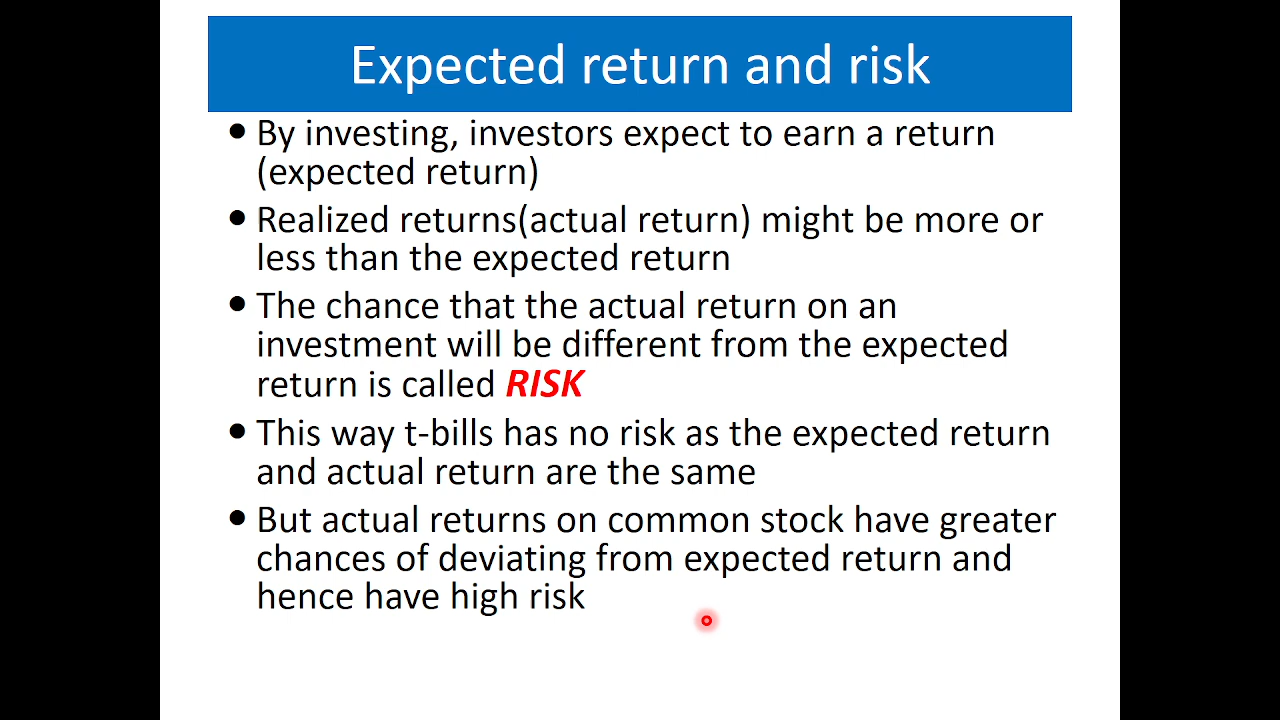 Expected return and risk
• By investing, investors expect to earn a return
(expected return)
• Realized returns(actual return) might be more or
less than the expected return
• The chance that the actual return on an
investment will be different from the expected
return is called RISK
• This way t-bills has no risk as the expected return
and actual return are the same
• But actual returns on common stock have greater
chances of deviating from expected return and
hence have high risk